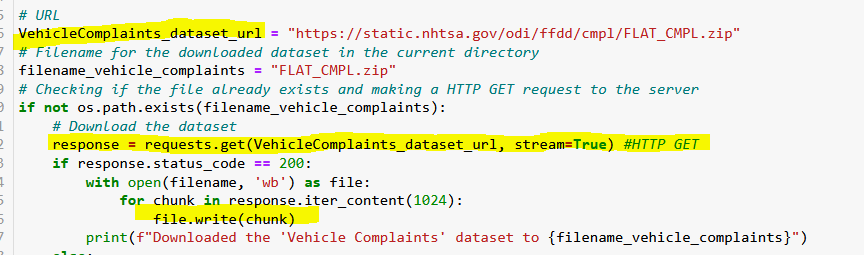 # URL
VehicleComplaints_dataset_url = "https://static.nhtsa.gov/odi/ffdd/cmpl/FLAT_CMPL.zip"
# Filename for the downloaded dataset in the current directory
filename_vehicle_complaints = "FLAT_CMPL.zip"
# Checking if the file already exists and making a HTTP GET request to the server
if not os.path.exists(filename_vehicle_complaints):
# Download the dataset
response = requests.get(VehicleComplaints_dataset_url, stream=True) #HTTP GET
if response.status_code == 200:
with open(filename, 'wb') as file:
for chunk in response.iter_content(1024):
file.write(chunk)
print(f"Downloaded the 'Vehicle Complaints' dataset to {filename_vehicle_complaints}")